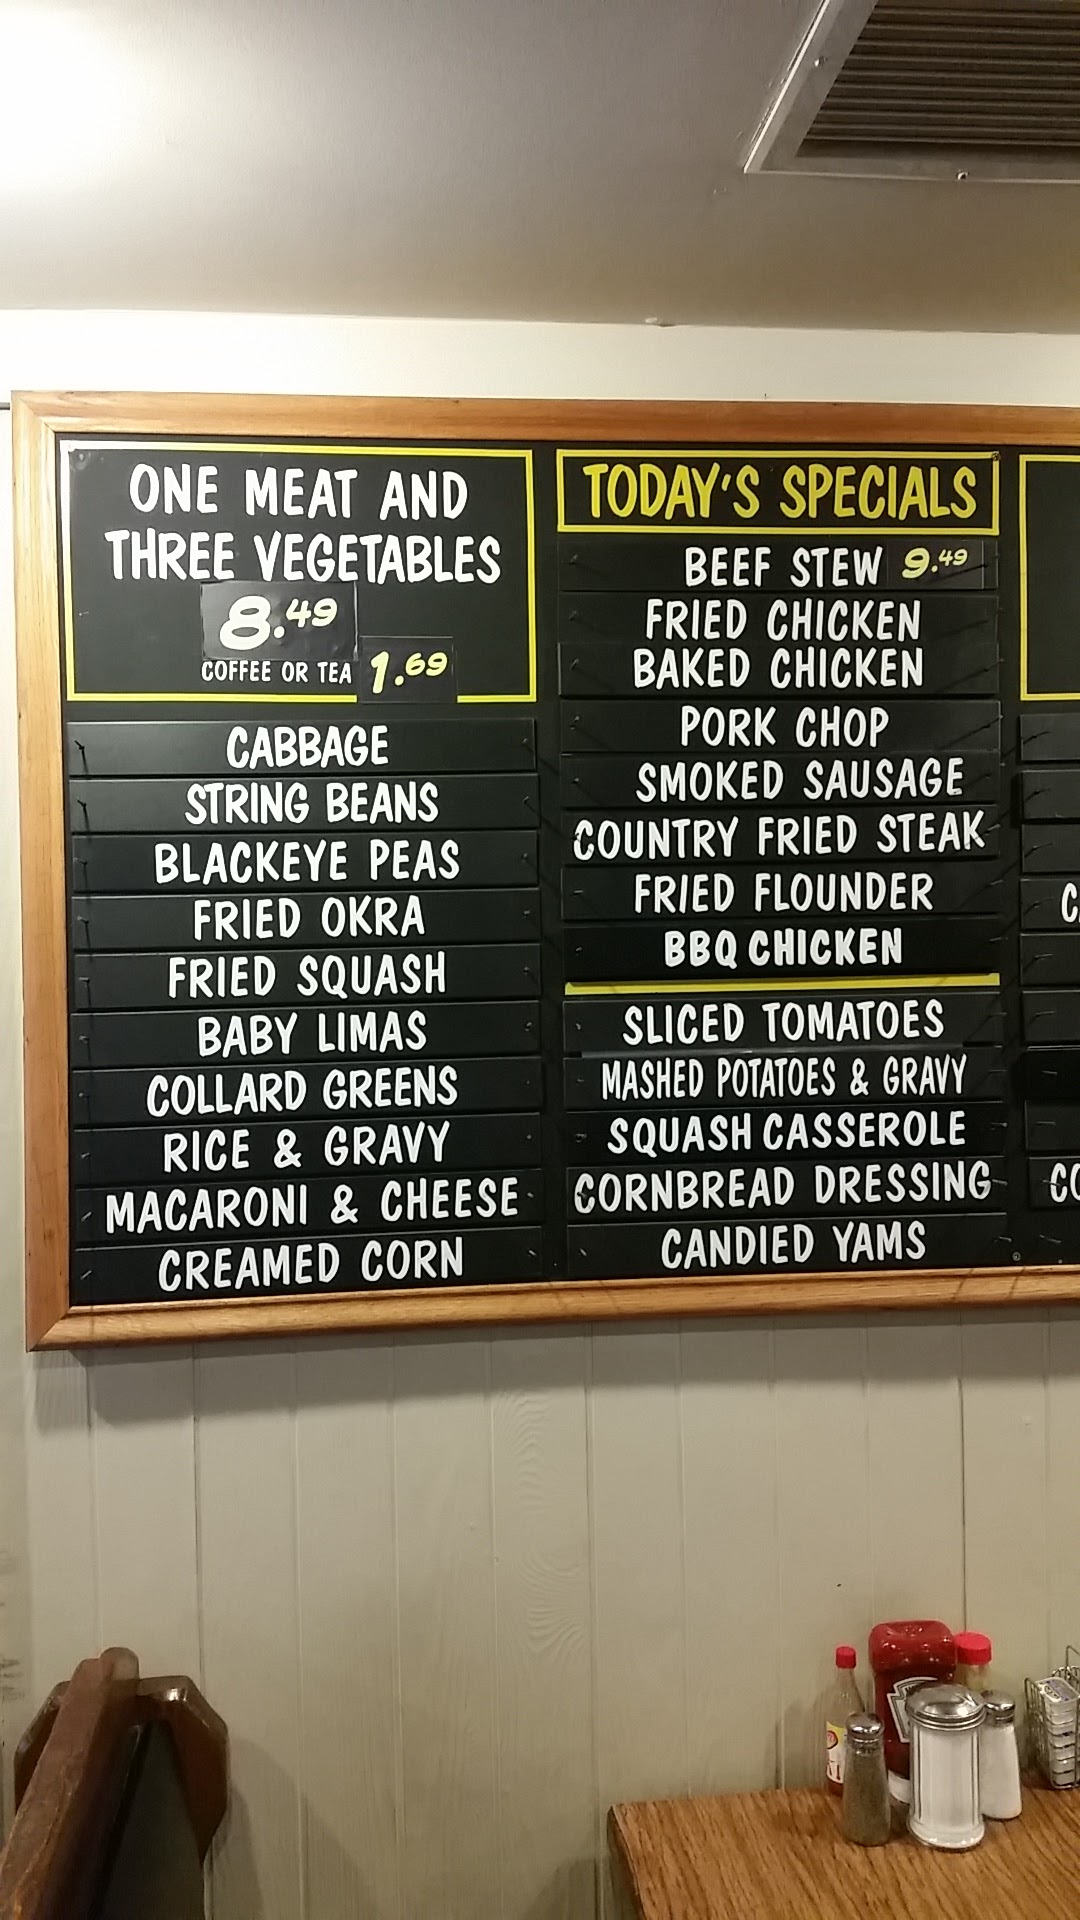 ONE MEAT AND
THREE VEGETABLES
8.49
COFFEE OR TEA 1.69
CABBAGE
STRING BEANS
BLACKEYE PEAS
FRIED OKRA
FRIED SQUASH
BABY LIMAS
COLLARD GREENS
RICE & GRAVY
MACARONI & CHEESE
CREAMED CORN
TODAY'S SPECIALS
BEEF STEW 9.49
FRIED CHICKEN
BAKED CHICKEN
PORK CHOP
SMOKED SAUSAGE
COUNTRY FRIED STEAK
FRIED FLOUNDER
BBQ CHICKEN
SLICED TOMATOES
MASHED POTATOES & GRAVY
SQUASH CASSEROLE
CORNBREAD DRESSING
CANDIED YAMS